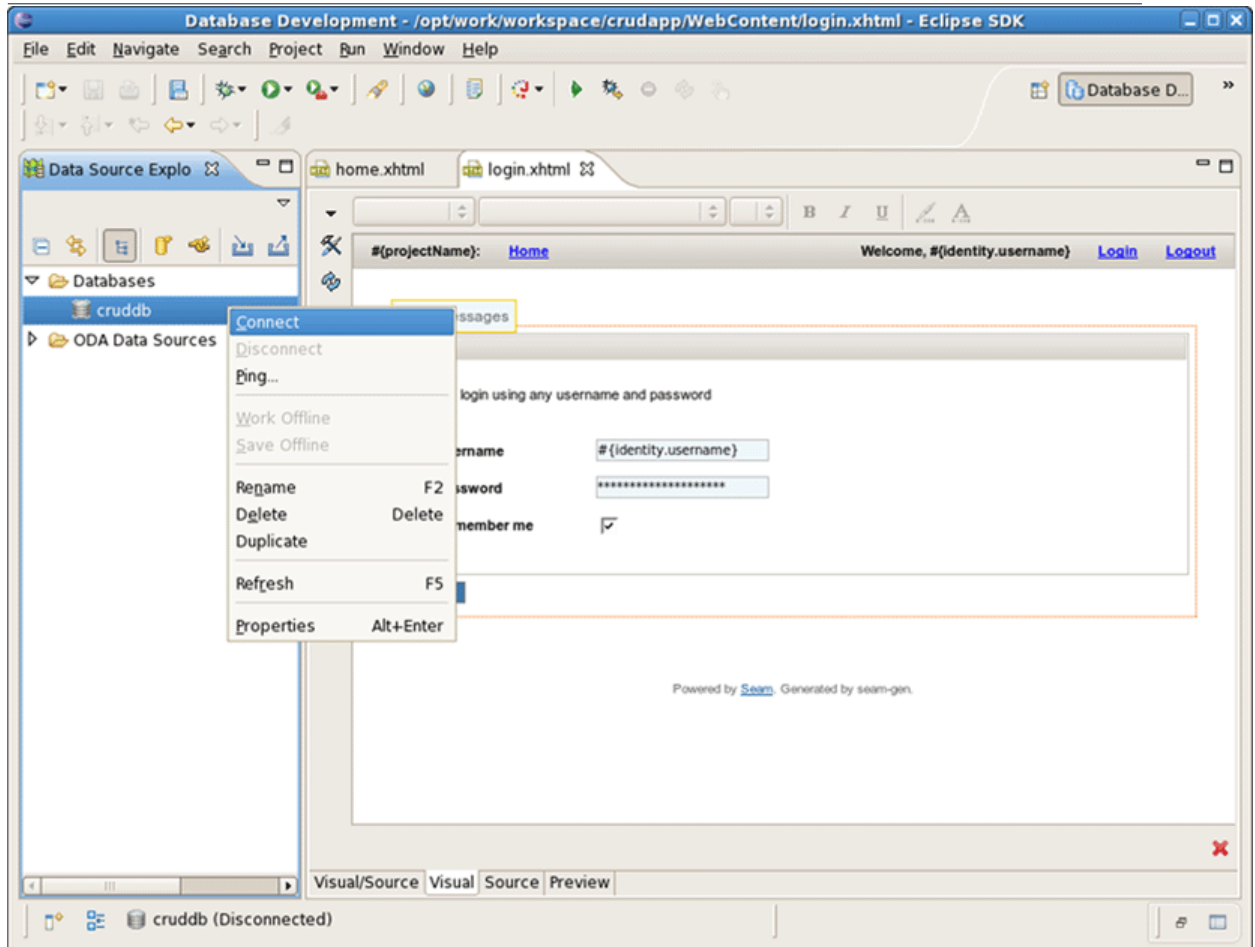 Database Development - /opt/work/workspace/crudapp/WebContent/login.xhtml - Eclipse SDK
File Edit Navigate Search Project Run Window Help
Database D... »
Data Source Explo
home.xhtml
login.xhtml
B I U A
#{projectName}: Home Welcome, #{identity.username} Login Logout
Databases
cruddb
ODA Data Sources
Connect
Disconnect
Ping...
Work Offline
Save Offline
Rename F2
Delete Delete
Duplicate
Refresh F5
Properties Alt+Enter
ssages
login using any username and password
ername #{identity.username}
ssword ********************
member me
Powered by Seam. Generated by seam-gen.
Visual/Source Visual Source Preview
cruddb (Disconnected)